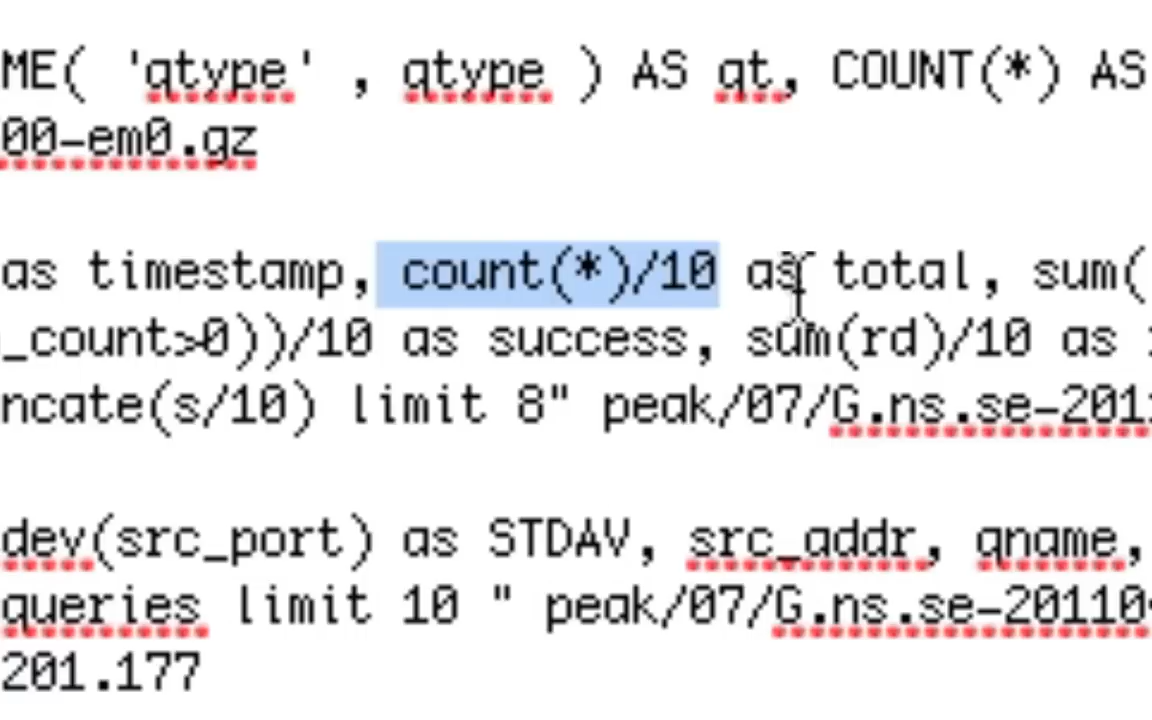 ME( 'qtype' , qtype ) AS qt, COUNT(*) AS
00-em0.gz
as timestamp, count(*)/10 as total, sum(
_count>0))/10 as success, sum(rd)/10 as
ncate(s/10) limit 8" peak/07/G.ns.se-201
dev(src_port) as STDAV, src_addr, qname,
queries limit 10 " peak/07/G.ns.se-20110
201.177